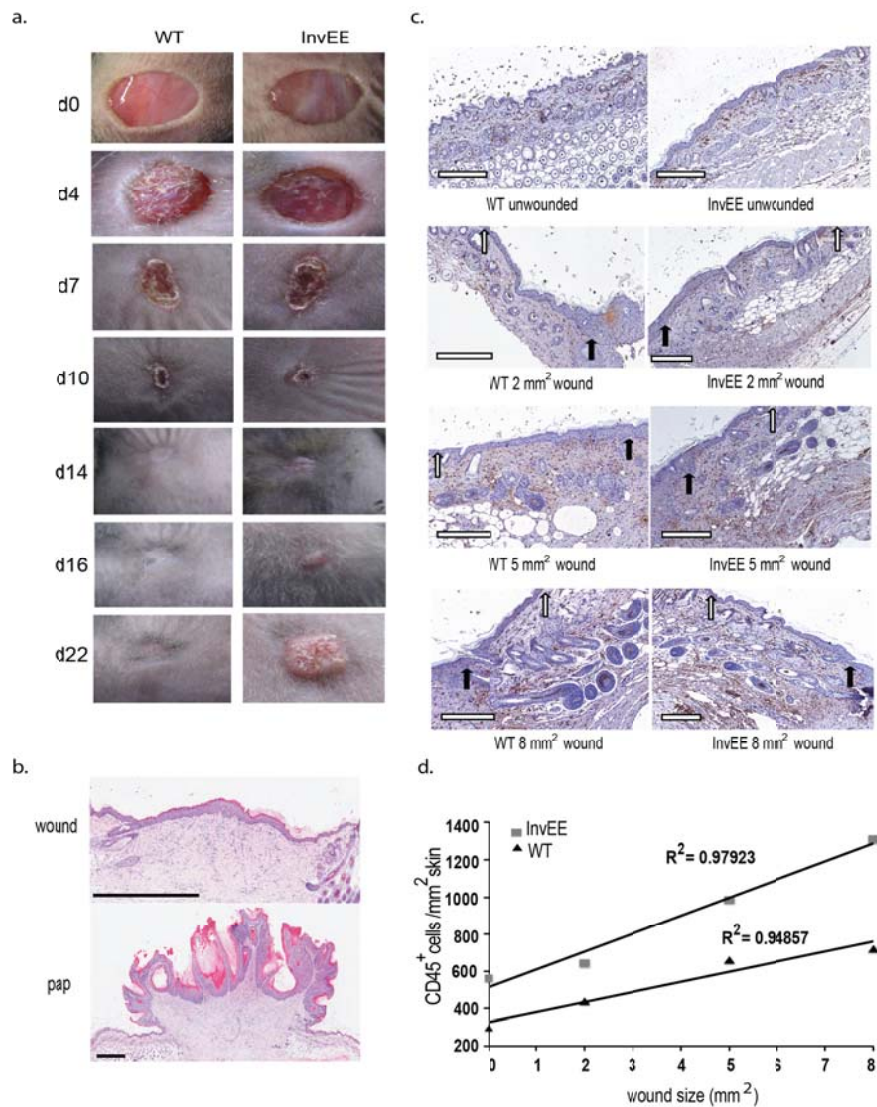 a.
WT InvEE
d0
d4
d7
d10
d14
d16
d22
b.
wound
pap
c.
WT unwounded InvEE unwounded
WT 2 mm² wound InvEE 2 mm² wound
WT 5 mm² wound InvEE 5 mm² wound
WT 8 mm² wound InvEE 8 mm² wound
d.
CD45⁺ cells/mm² skin
1400
1200
1000
800
600
400
200
InvEE
WT
R² = 0.97923
R² = 0.94857
0 1 2 3 4 5 6 7 8
wound size (mm²)